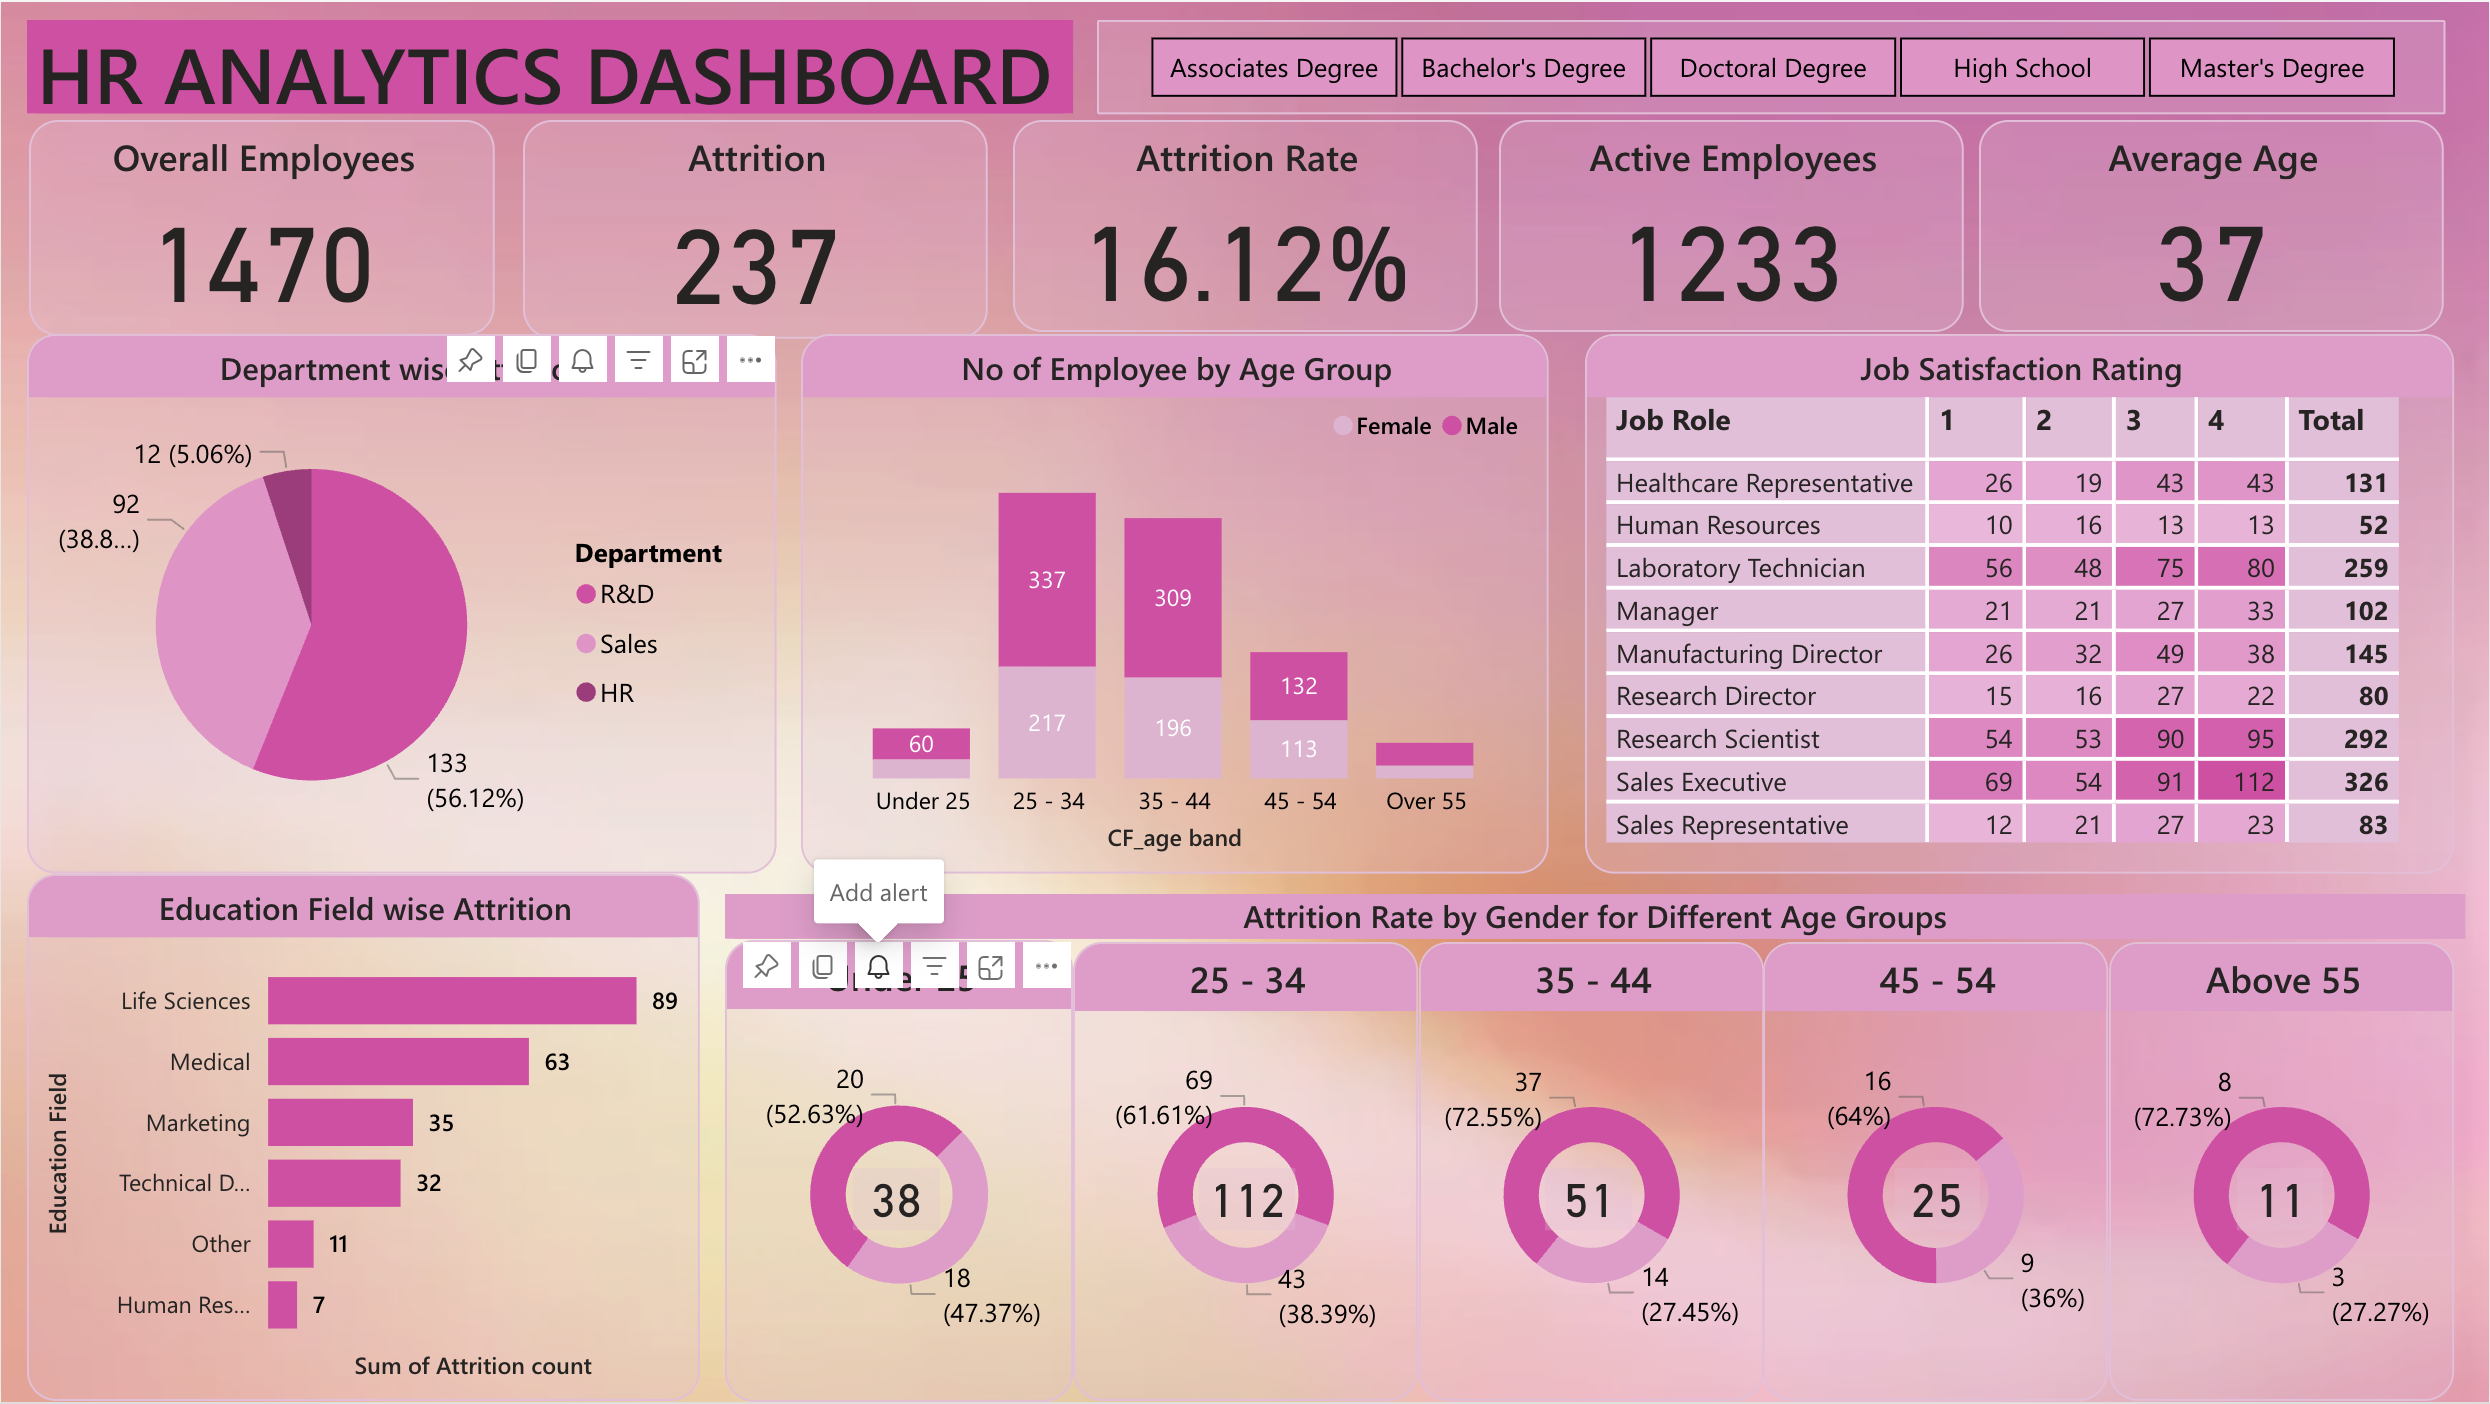 HR ANALYTICS DASHBOARD
Associates Degree
Bachelor's Degree
Doctoral Degree
High School
Master's Degree
Overall Employees
1470
Attrition
237
Attrition Rate
16.12%
Active Employees
1233
Average Age
37
Department
12 (5.06%)
92
(38.8...)
133
(56.12%)
Department
R&D
Sales
HR
No of Employee by Age Group
Female Male
337
309
132
60
217
196
113
Under 25
25 - 34
35 - 44
45 - 54
Over 55
CF_age band
Job Satisfaction Rating
Job Role 1 2 3 4 Total
Healthcare Representative 26 19 43 43 131
Human Resources 10 16 13 13 52
Laboratory Technician 56 48 75 80 259
Manager 21 21 27 33 102
Manufacturing Director 26 32 49 38 145
Research Director 15 16 27 22 80
Research Scientist 54 53 90 95 292
Sales Executive 69 54 91 112 326
Sales Representative 12 21 27 23 83
Education Field wise Attrition
Education Field
Life Sciences 89
Medical 63
Marketing 35
Technical D... 32
Other 11
Human Res... 7
Sum of Attrition count
Add alert
Attrition Rate by Gender for Different Age Groups
20
(52.63%)
38
18
(47.37%)
25 - 34
69
(61.61%)
112
43
(38.39%)
35 - 44
37
(72.55%)
51
14
(27.45%)
45 - 54
16
(64%)
25
9
(36%)
Above 55
8
(72.73%)
11
3
(27.27%)